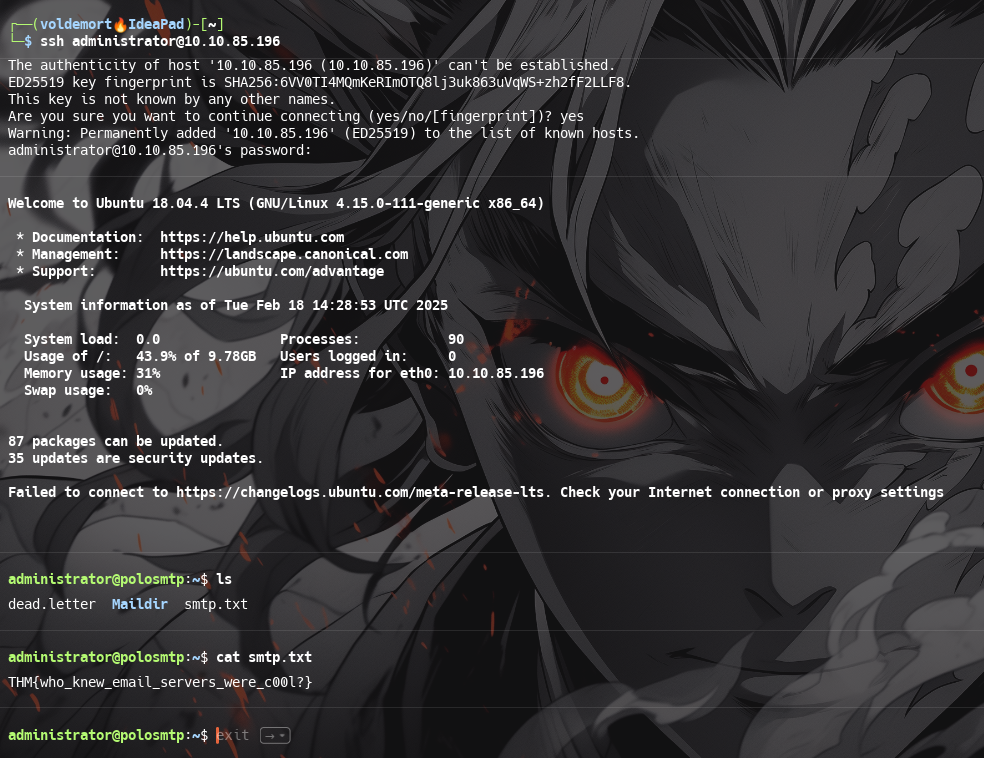 ┌──(voldemort🔥IdeaPad)-[~]
└─$ ssh administrator@10.10.85.196
The authenticity of host '10.10.85.196 (10.10.85.196)' can't be established.
ED25519 key fingerprint is SHA256:6VV0TI4MQmKeRImOTQ8lj3uk863uVqWS+zh2fF2LLF8.
This key is not known by any other names.
Are you sure you want to continue connecting (yes/no/[fingerprint])? yes
Warning: Permanently added '10.10.85.196' (ED25519) to the list of known hosts.
administrator@10.10.85.196's password:
Welcome to Ubuntu 18.04.4 LTS (GNU/Linux 4.15.0-111-generic x86_64)
 * Documentation:  https://help.ubuntu.com
 * Management:     https://landscape.canonical.com
 * Support:        https://ubuntu.com/advantage
  System information as of Tue Feb 18 14:28:53 UTC 2025
  System load:  0.0               Processes:           90
  Usage of /:   43.9% of 9.78GB   Users logged in:     0
  Memory usage: 31%               IP address for eth0: 10.10.85.196
  Swap usage:   0%
87 packages can be updated.
35 updates are security updates.
Failed to connect to https://changelogs.ubuntu.com/meta-release-lts. Check your Internet connection or proxy settings
administrator@polosmtp:~$ ls
dead.letter  Maildir  smtp.txt
administrator@polosmtp:~$ cat smtp.txt
THM{who_knew_email_servers_were_c00l?}
administrator@polosmtp:~$ exit